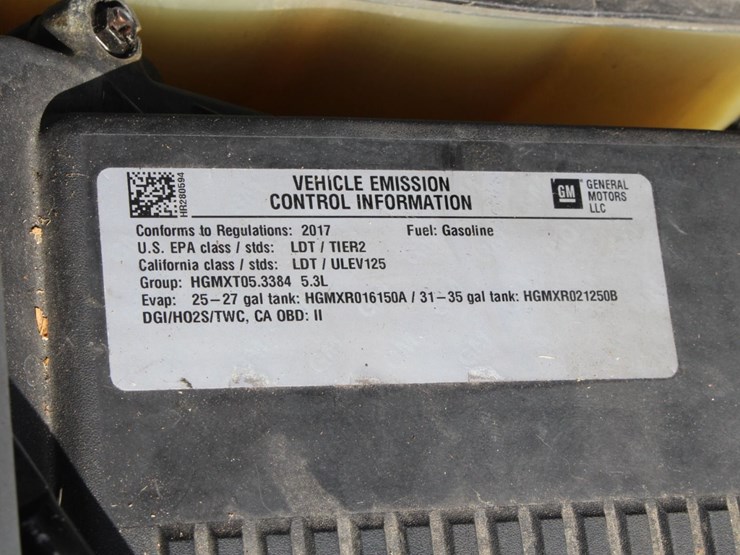 HR280594
VEHICLE EMISSION
CONTROL INFORMATION
GM
GENERAL
MOTORS
LLC
Conforms to Regulations: 2017 Fuel: Gasoline
U.S. EPA class / stds: LDT / TIER2
California class / stds: LDT / ULEV125
Group: HGMXT05.3384 5.3L
Evap: 25-27 gal tank: HGMXR016150A / 31-35 gal tank: HGMXR021250B
DGI/HO2S/TWC, CA OBD: II